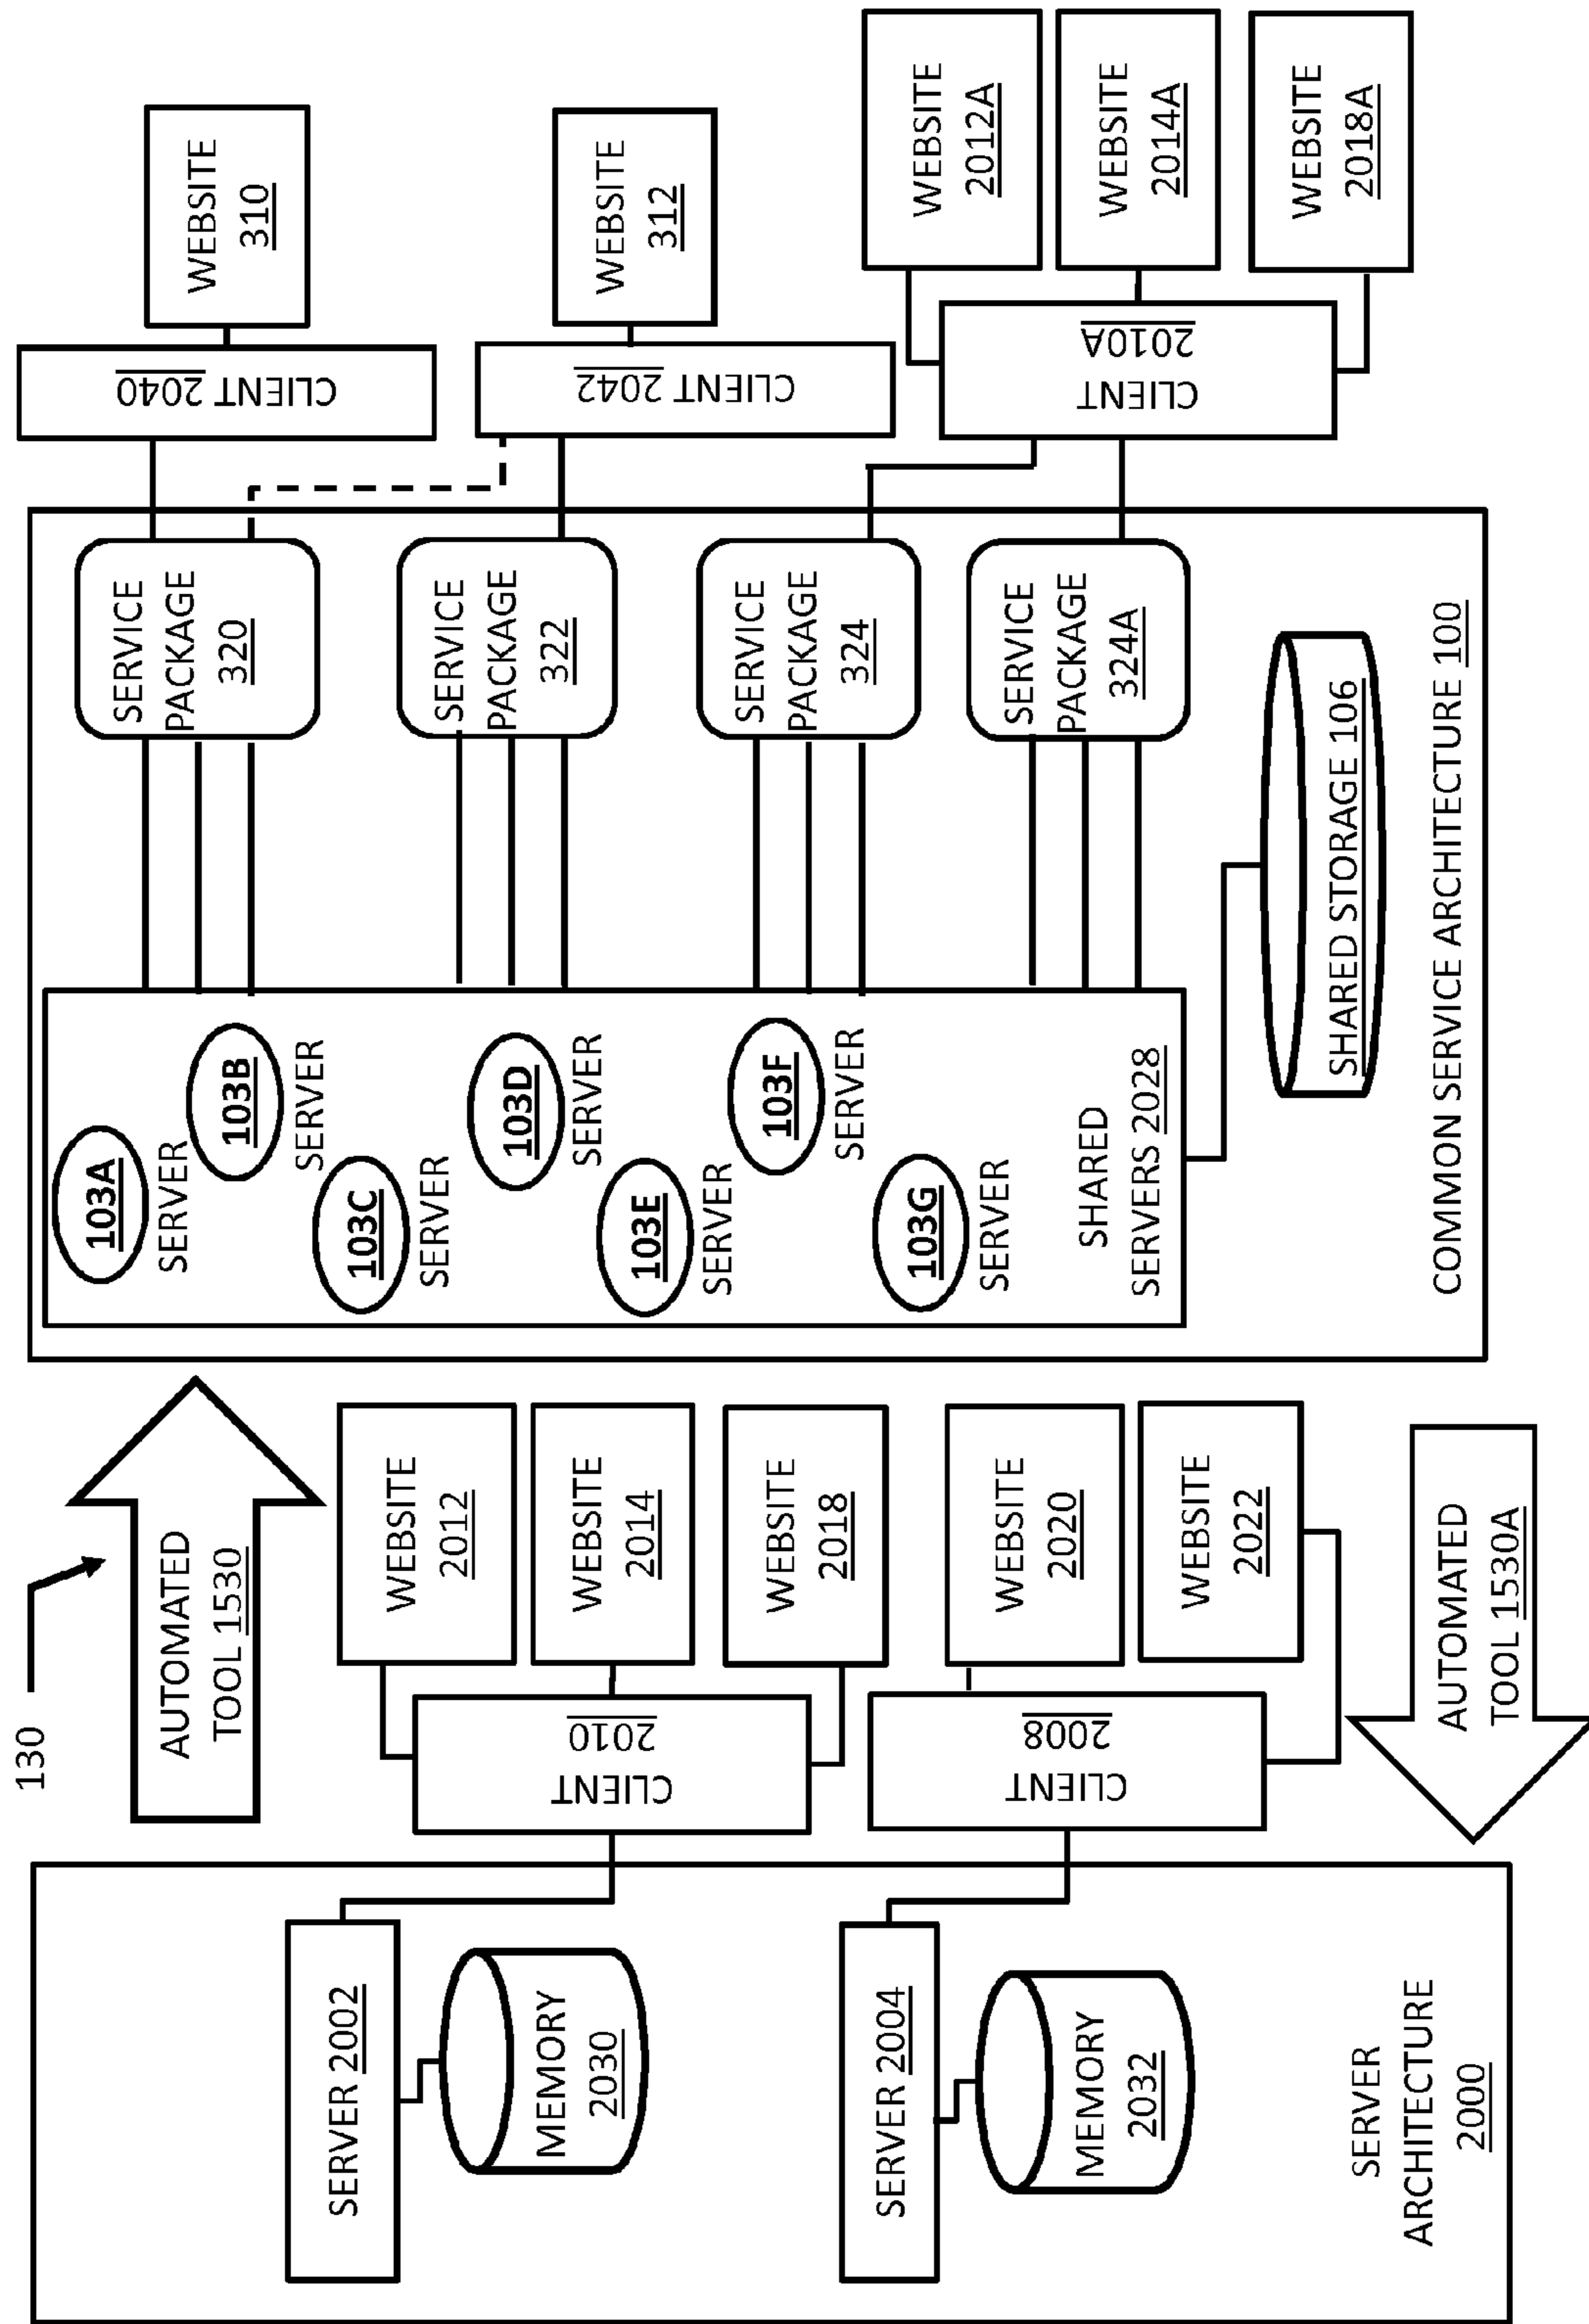 130
AUTOMATED
TOOL 1530
SERVER 2002
MEMORY
2030
SERVER 2004
MEMORY
2032
SERVER
ARCHITECTURE
2000
CLIENT
2010
WEBSITE
2012
WEBSITE
2014
WEBSITE
2018
CLIENT
2008
WEBSITE
2020
WEBSITE
2022
AUTOMATED
TOOL 1530A
103A
SERVER
103B
SERVER
103C
SERVER
103D
SERVER
103E
SERVER
103F
SERVER
103G
SERVER
SHARED
SERVERS 2028
SERVICE
PACKAGE
320
SERVICE
PACKAGE
322
SERVICE
PACKAGE
324
SERVICE
PACKAGE
324A
SHARED STORAGE 106
COMMON SERVICE ARCHITECTURE 100
CLIENT 2040
WEBSITE
310
CLIENT 2042
WEBSITE
312
CLIENT
2010A
WEBSITE
2012A
WEBSITE
2014A
WEBSITE
2018A